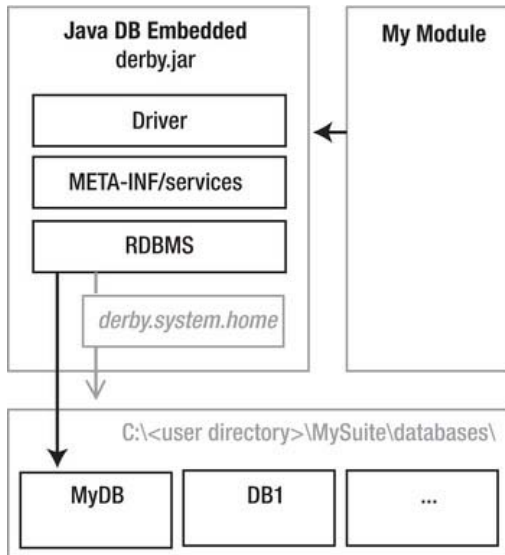 Java DB Embedded
derby.jar
My Module
Driver
META-INF/services
RDBMS
derby.system.home
C:\<user directory>\MySuite\databases\
MyDB
DB1
...